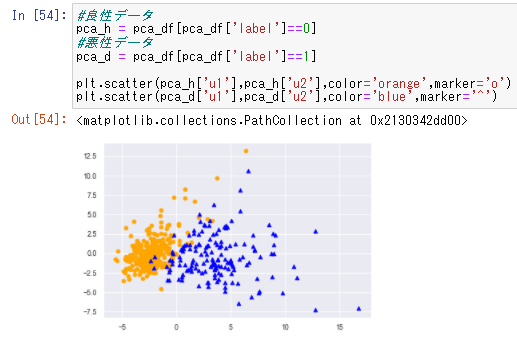 In [54]: #良性データ
pca_h = pca_df[pca_df['label']==0]
#悪性データ
pca_d = pca_df[pca_df['label']==1]
plt.scatter(pca_h['u1'],pca_h['u2'],color='orange',marker='o')
plt.scatter(pca_d['u1'],pca_d['u2'],color='blue',marker='^')
Out[54]: <matplotlib.collections.PathCollection at 0x2130342dd00>
12.5
10.0
7.5
5.0
2.5
0.0
-2.5
-5.0
-7.5
-5 0 5 10 15